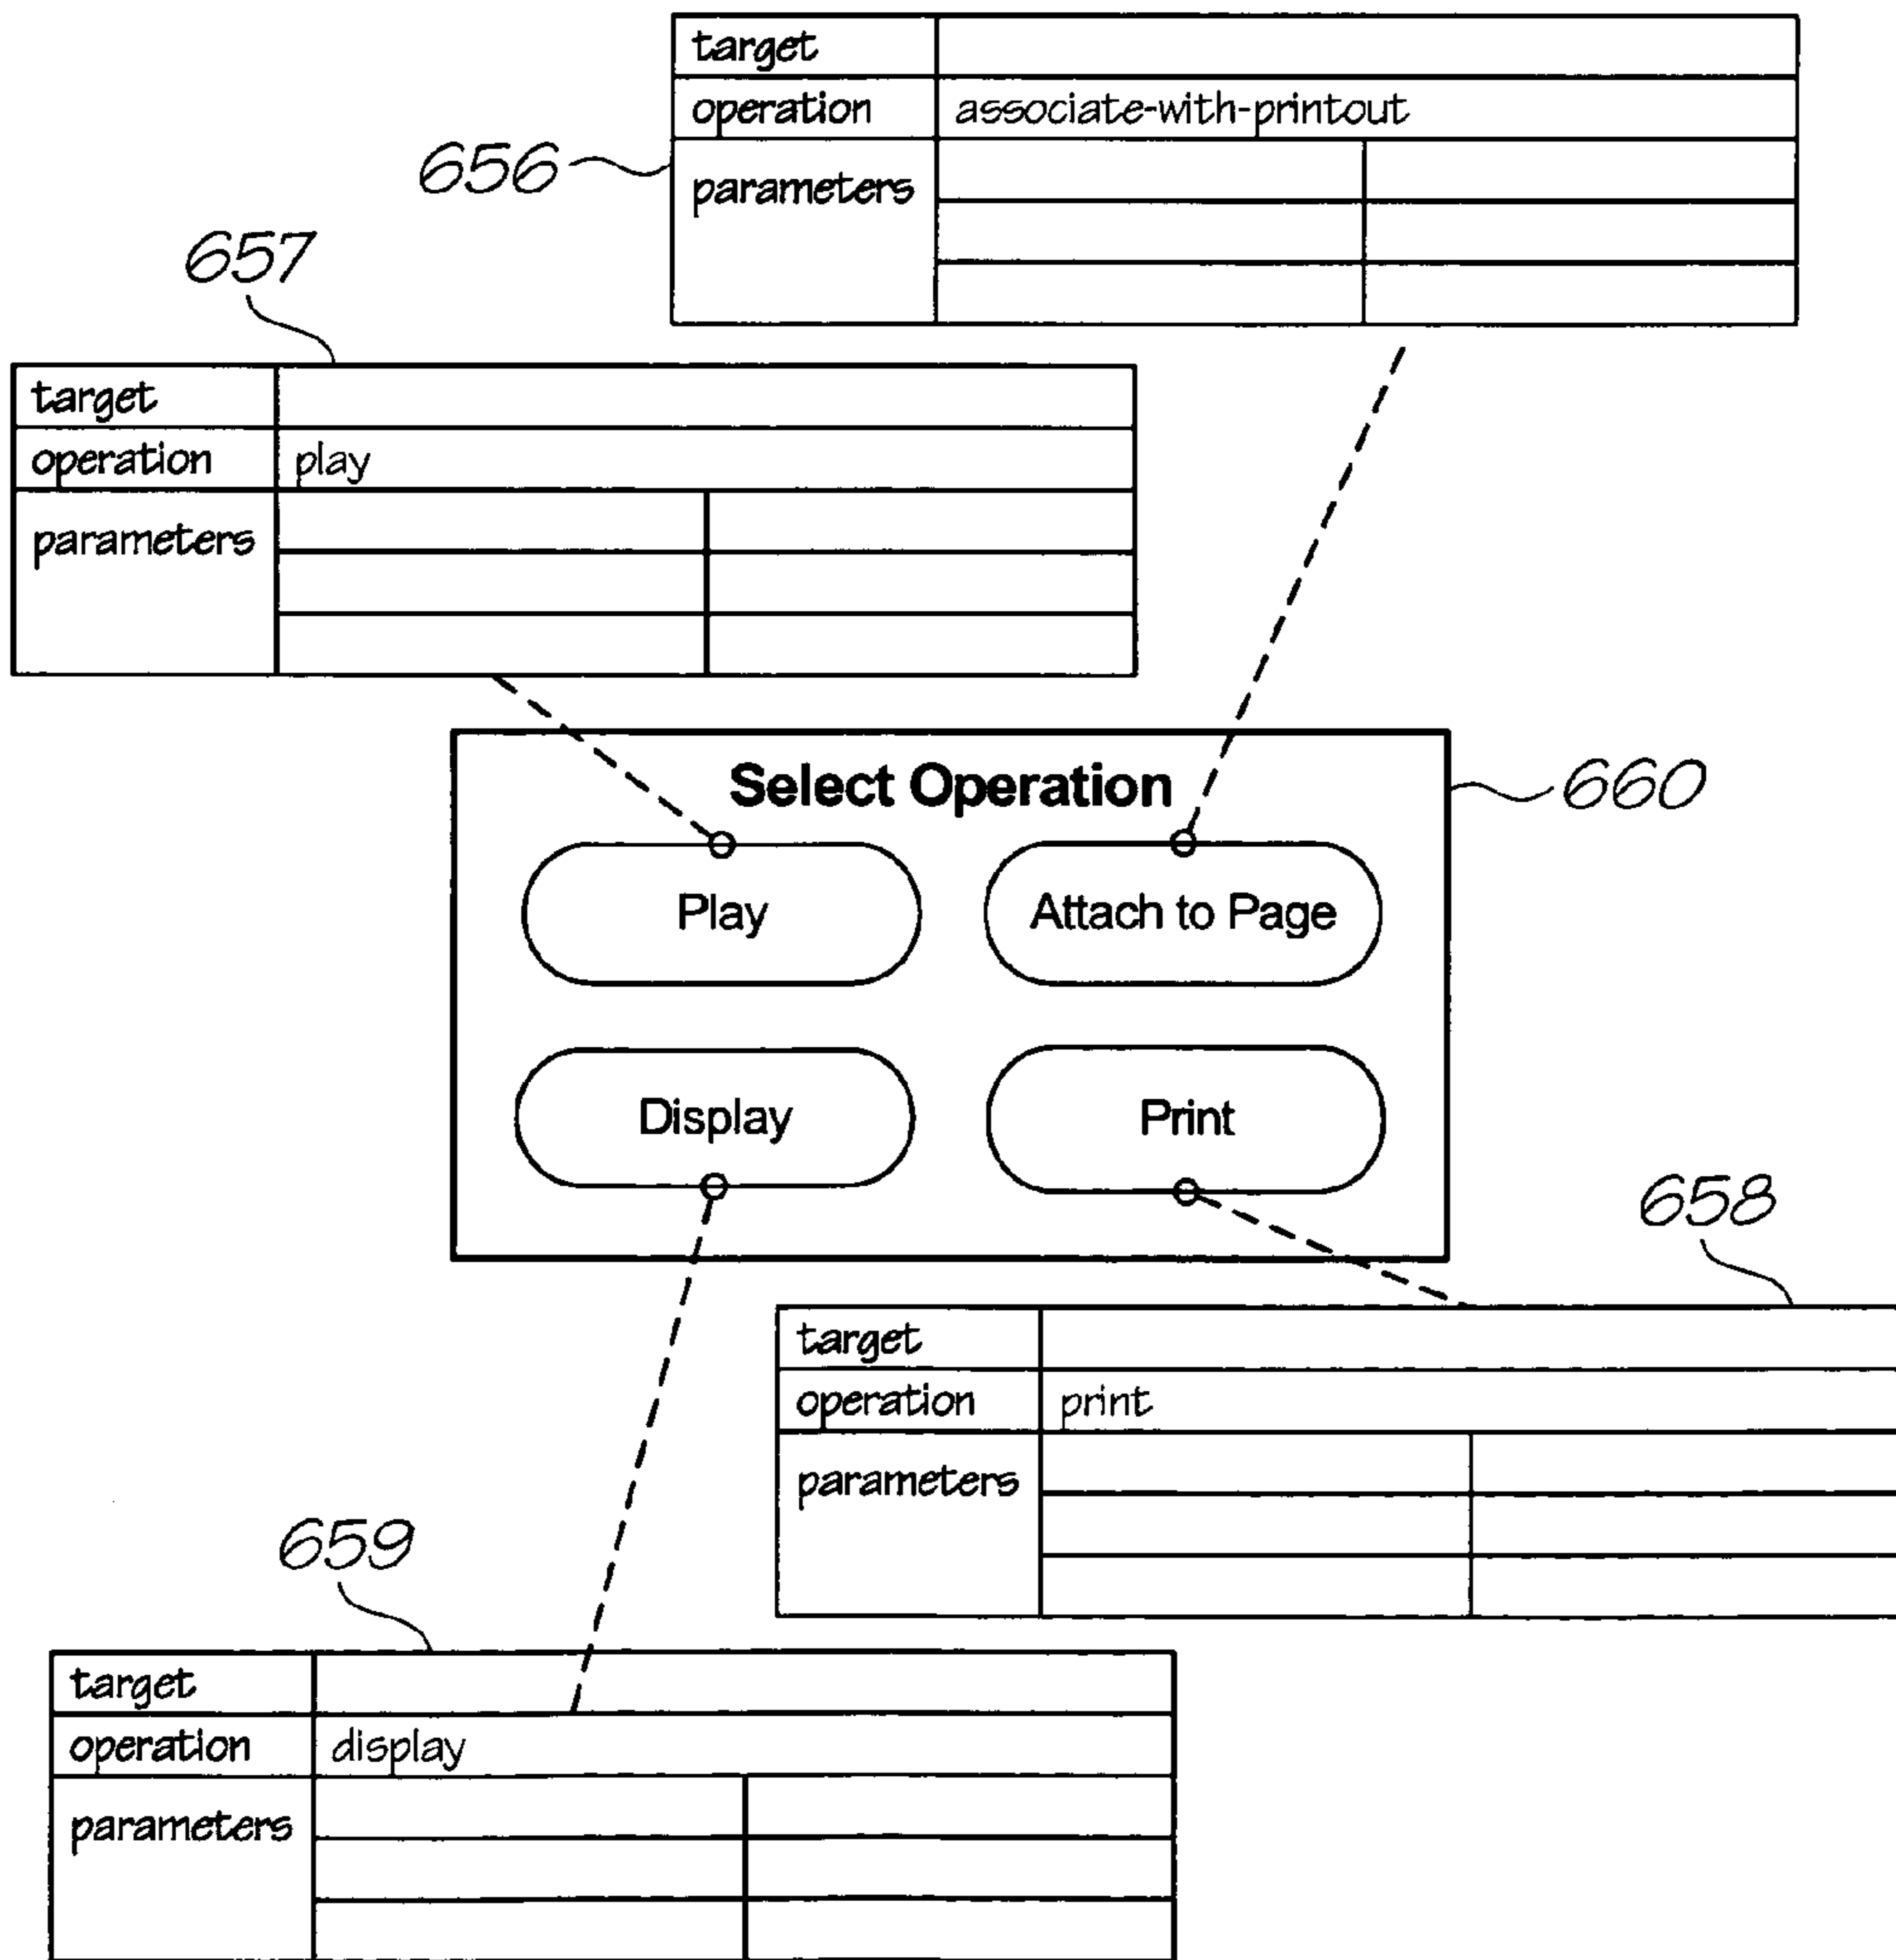 target
operation associate-with-printout
656
parameters
657
target
operation play
parameters
Select Operation
660
Play Attach to Page
Display Print
658
target
operation print
parameters
659
target
operation display
parameters